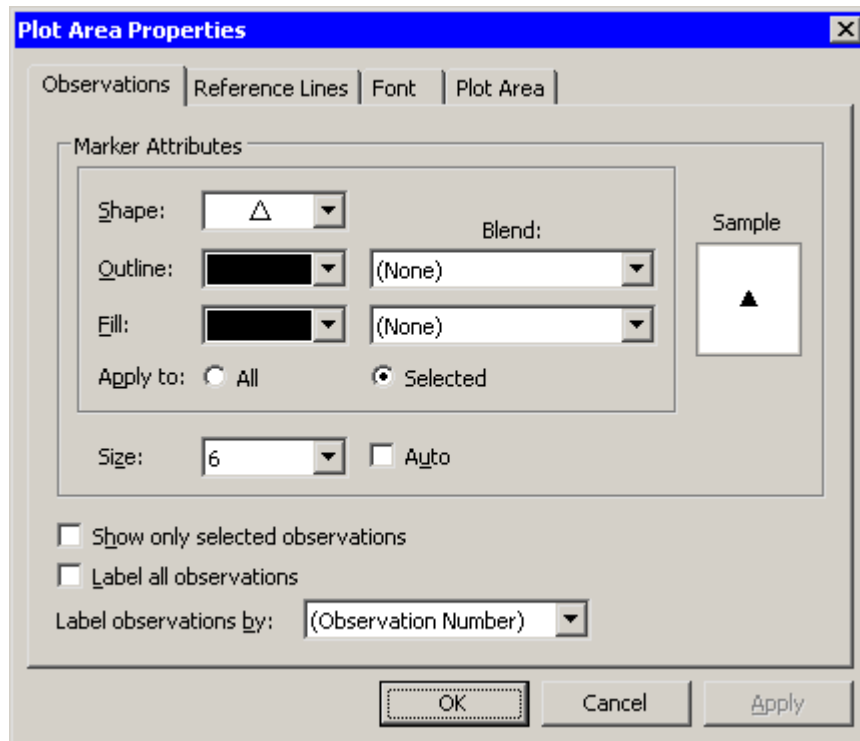 Plot Area Properties
Observations Reference Lines Font Plot Area
Marker Attributes
Shape:
Blend:
Sample
Outline: (None)
Fill: (None)
Apply to: All Selected
Size: 6 Auto
Show only selected observations
Label all observations
Label observations by: (Observation Number)
OK Cancel Apply